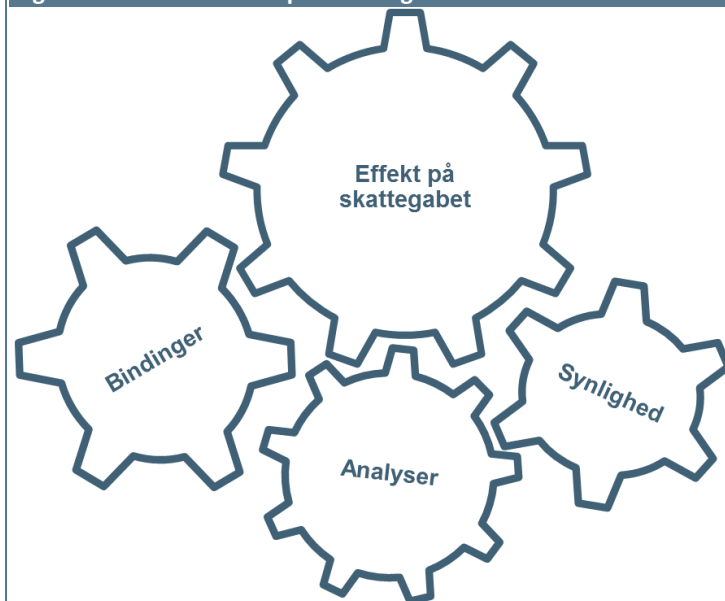 Effekt på
skattegabet
Bindinger
Synlighed
Analyser